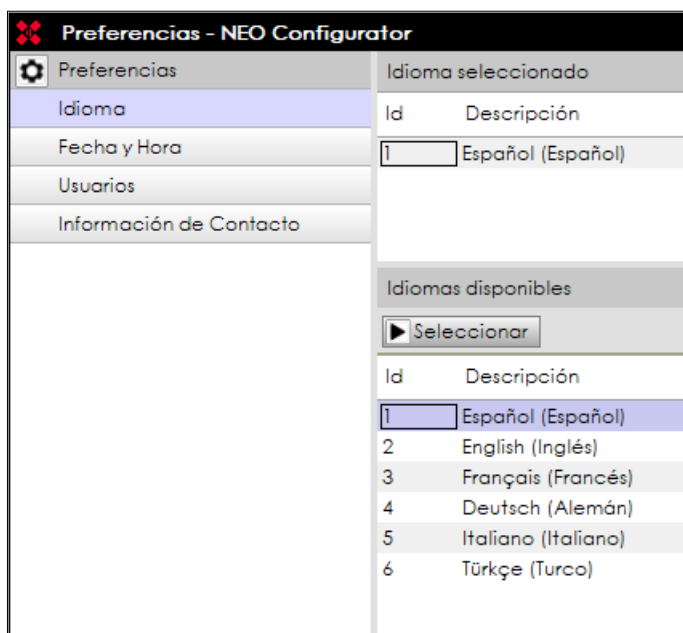 Preferencias - NEO Configurator
Preferencias
Idioma
Fecha y Hora
Usuarios
Información de Contacto
Idioma seleccionado
Id Descripción
1 Español (Español)
Idiomas disponibles
Seleccionar
Id Descripción
1 Español (Español)
2 English (Inglés)
3 Français (Francés)
4 Deutsch (Alemán)
5 Italiano (Italiano)
6 Türkçe (Turco)